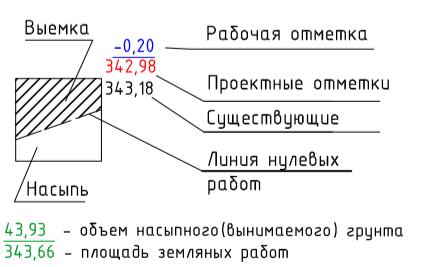 Выемка
Рабочая отметка
-0,20
342,98
Проектные отметки
343,18
Существующие
Линия нулевых
работ
Насыпь
43,93 - объем насыпного(вынимаемого) грунта
343,66 - площадь земляных работ